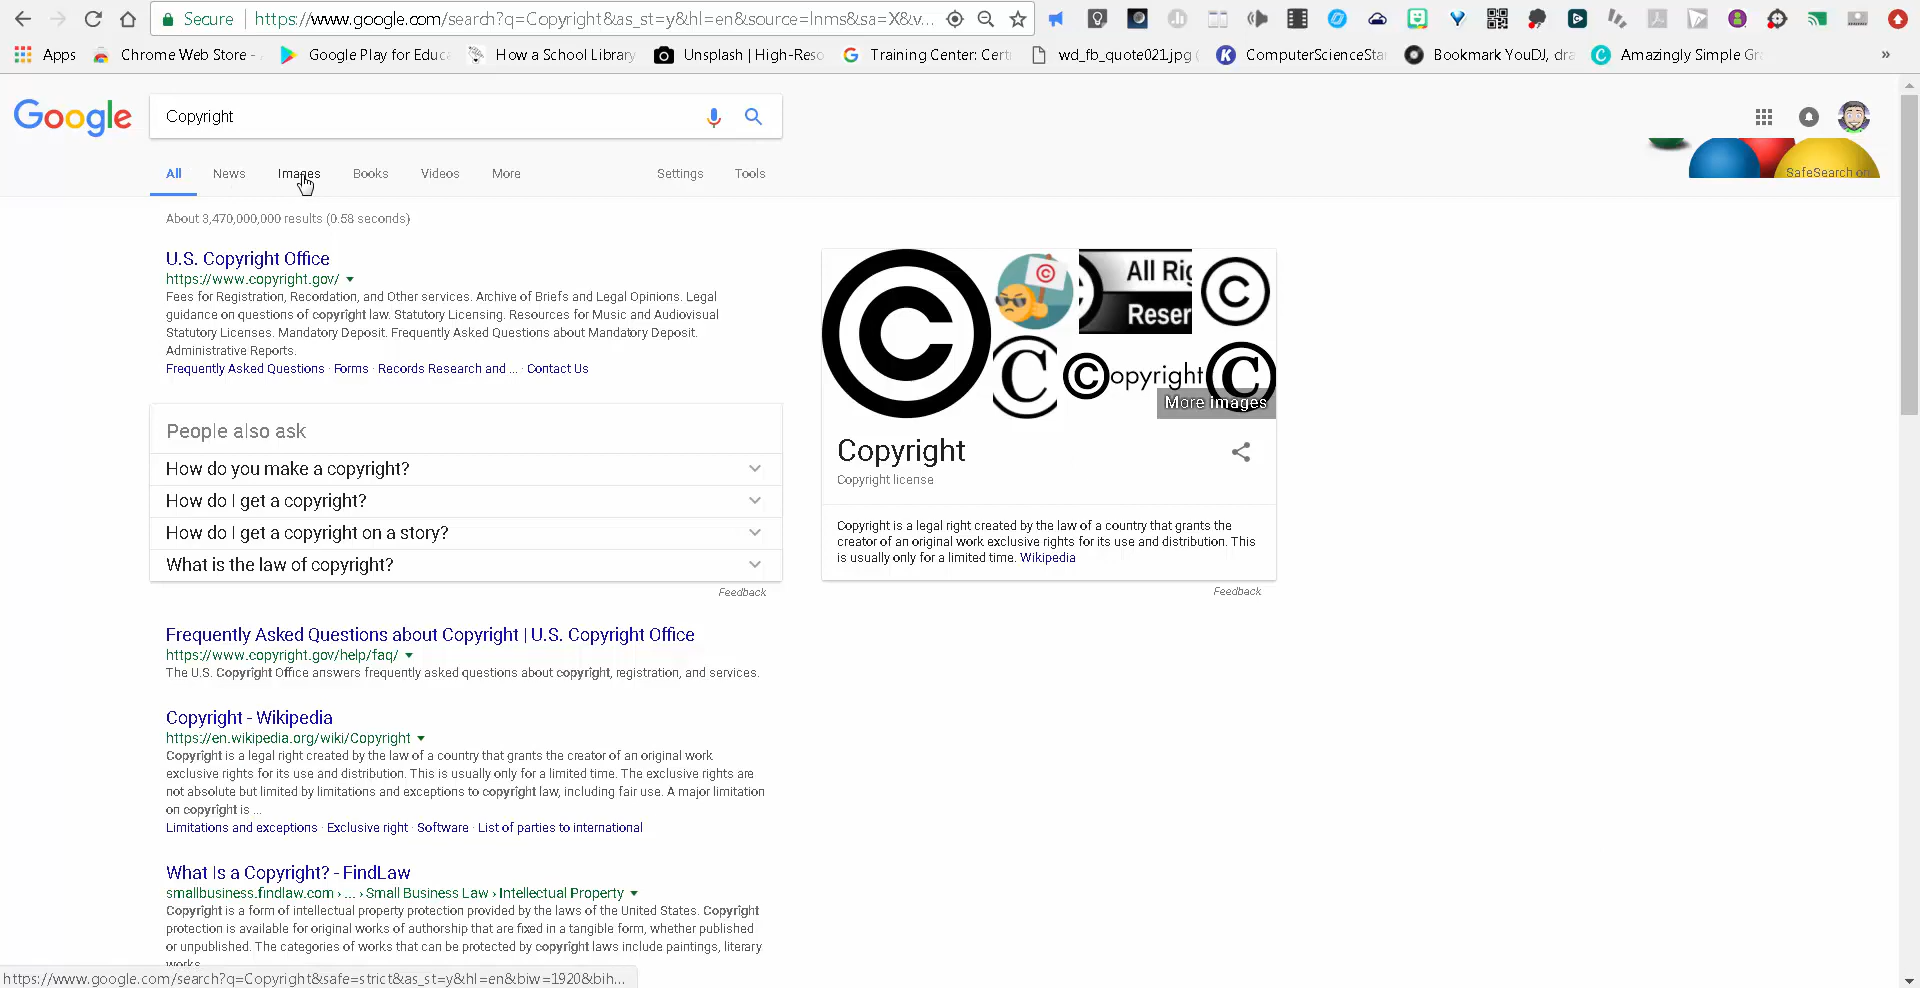 Secure
https://www.google.com/search?q=Copyright&as_st=y&hl=en&source=lnms&sa=X&v...
Apps
Chrome Web Store -
Google Play for Educa
How a School Library
Unsplash | High-Reso
Training Center: Cert
wd_fb_quote021.jpg
ComputerScienceSta
Bookmark YouDJ, dra
Amazingly Simple Gr
»
Google
Copyright
All
News
Images
Books
Videos
More
Settings
Tools
SafeSearch on
About 3,470,000,000 results (0.58 seconds)
U.S. Copyright Office
https://www.copyright.gov/
Fees for Registration, Recordation, and Other services. Archive of Briefs and Legal Opinions. Legal
guidance on questions of copyright law. Statutory Licensing. Resources for Music and Audiovisual
Statutory Licenses. Mandatory Deposit. Frequently Asked Questions about Mandatory Deposit.
Administrative Reports.
Frequently Asked Questions · Forms · Records Research and ... · Contact Us
People also ask
How do you make a copyright?
How do I get a copyright?
How do I get a copyright on a story?
What is the law of copyright?
Feedback
Frequently Asked Questions about Copyright | U.S. Copyright Office
https://www.copyright.gov/help/faq/
The U.S. Copyright Office answers frequently asked questions about copyright, registration, and services.
Copyright - Wikipedia
https://en.wikipedia.org/wiki/Copyright
Copyright is a legal right created by the law of a country that grants the creator of an original work
exclusive rights for its use and distribution. This is usually only for a limited time. The exclusive rights are
not absolute but limited by limitations and exceptions to copyright law, including fair use. A major limitation
on copyright is ...
Limitations and exceptions · Exclusive right · Software · List of parties to international
What Is a Copyright? - FindLaw
smallbusiness.findlaw.com › ... › Small Business Law › Intellectual Property
Copyright is a form of intellectual property protection provided by the laws of the United States. Copyright
protection is available for original works of authorship that are fixed in a tangible form, whether published
or unpublished. The categories of works that can be protected by copyright laws include paintings, literary
works
https://www.google.com/search?q=Copyright&safe=strict&as_st=y&hl=en&biw=1920&bih...
©
©
All Rig
Reser
©
©
©opyright
©
More images
Copyright
Copyright license
Copyright is a legal right created by the law of a country that grants the
creator of an original work exclusive rights for its use and distribution. This
is usually only for a limited time. Wikipedia
Feedback